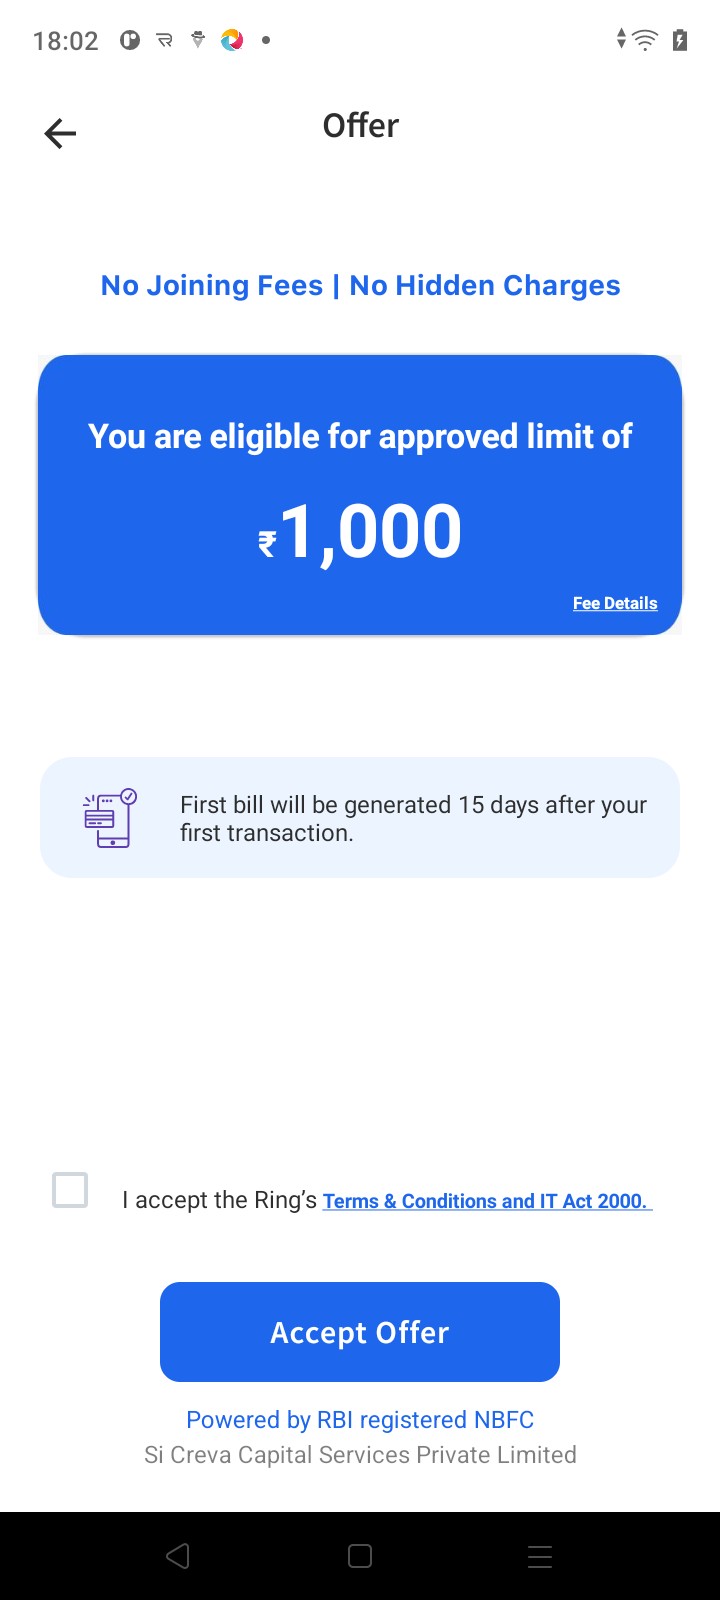 18:02
Offer
No Joining Fees | No Hidden Charges
You are eligible for approved limit of
₹1,000
Fee Details
First bill will be generated 15 days after your
first transaction.
I accept the Ring’s Terms & Conditions and IT Act 2000.
Accept Offer
Powered by RBI registered NBFC
Si Creva Capital Services Private Limited